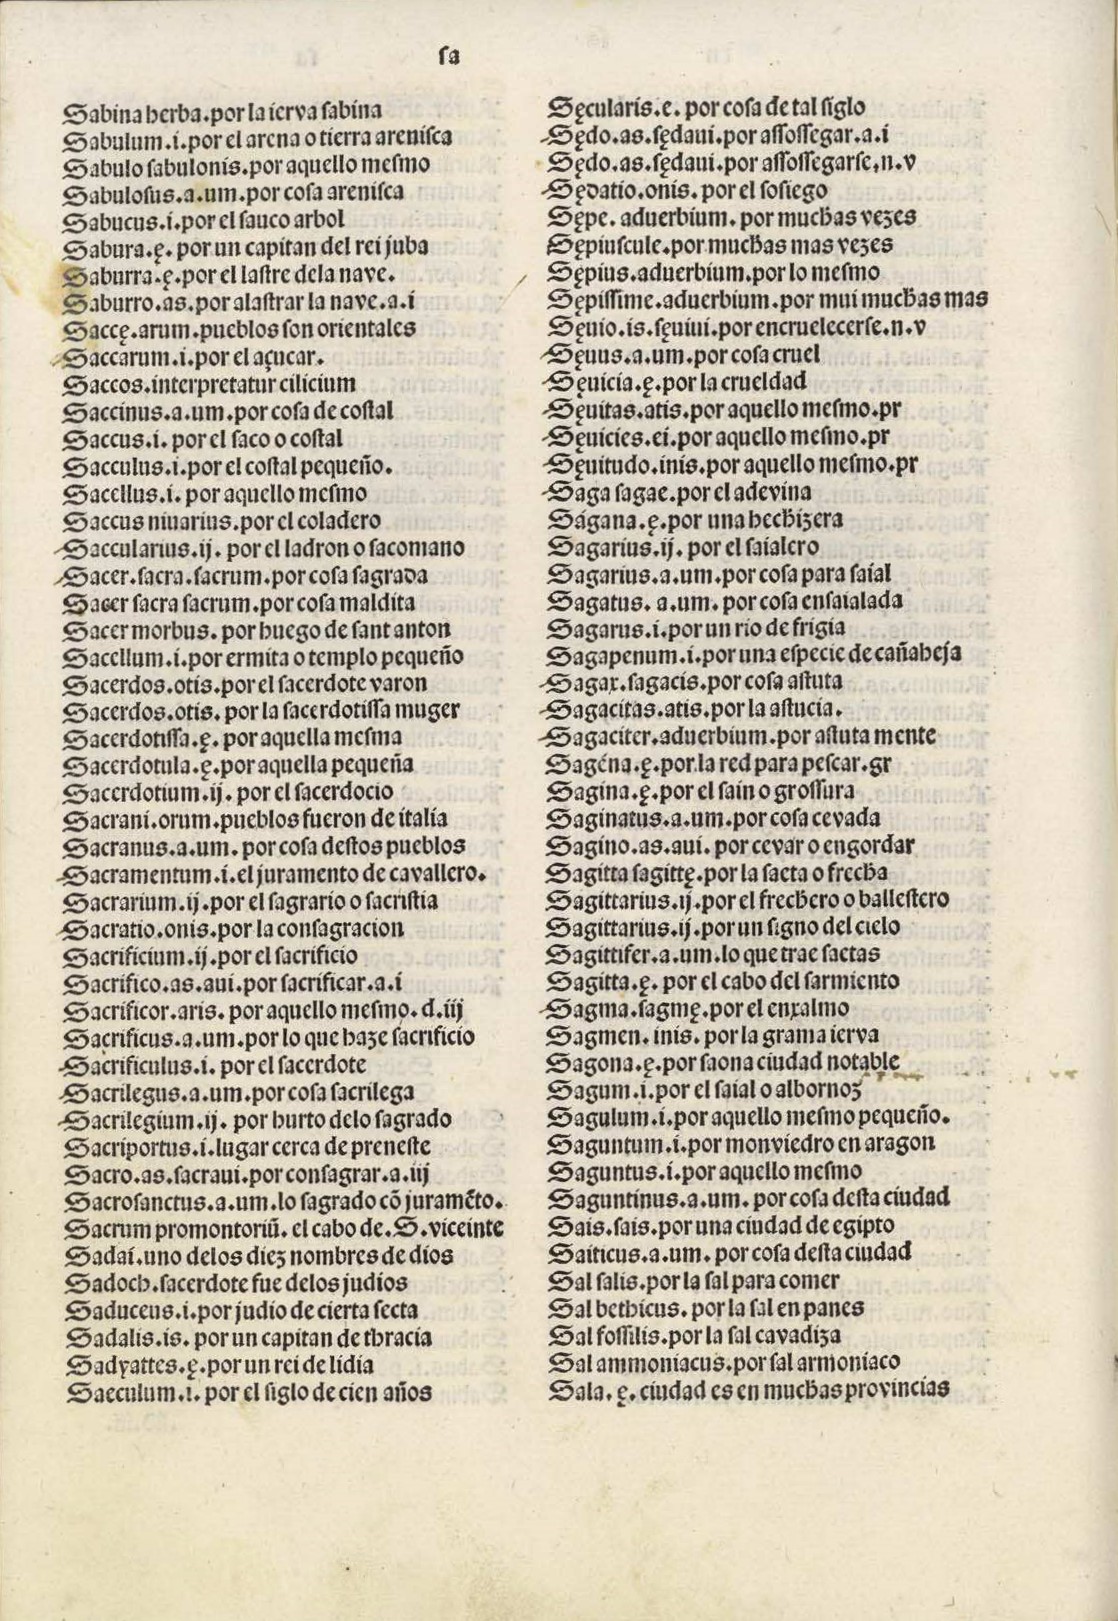 sa
Sabina herba.por la ierva sabina
Sabulum.i.por el arena o tierra arenisca
Sabulo sabulonis.por aquello mesmo
Sabulosus.a.um.por cosa arenisca
Sabucus.i.por el sauco arbol
Sabura.ę. por un capitan del rei juba
Saburra.ę.por el lastre dela nave.
Saburro.as.por alastrar la nave.a.i
Saccę.arum.pueblos son orientales
Saccarum.i.por el açucar.
Saccos.interpretatur cilicium
Saccinus.a.um.por cosa de costal
Saccus.i. por el saco o costal
Sacculus.i.por el costal pequeño.
Sacellus.i. por aquello mesmo
Saccus nivarius.por el coladero
Saccularius.ij. por el ladron o sacomano
Sacer.sacra.sacrum.por cosa sagrada
Sacer sacra sacrum.por cosa maldita
Sacer morbus. por huego de sant anton
Sacellum.i.por ermita o templo pequeño
Sacerdos.otis.por el sacerdote varon
Sacerdos.otis. por la sacerdotissa muger
Sacerdotissa.ę. por aquella mesma
Sacerdotula.ę.por aquella pequeña
Sacerdotium.ij. por el sacerdocio
Sacrani.orum.pueblos fueron de italia
Sacranus.a.um. por cosa destos pueblos
Sacramentum.i.el juramento de cavallero.
Sacrarium.ij.por el sagrario o sacristia
Sacratio.onis.por la consagracion
Sacrificium.ij.por el sacrificio
Sacrifico.as.aui.por sacrificar.a.i
Sacrificor.aris. por aquello mesmo.d.iij
Sacrificus.a.um.por lo que haze sacrificio
Sacrificulus.i. por el sacerdote
Sacrilegus.a.um.por cosa sacrilega
Sacrilegium.ij. por hurto delo sagrado
Sacriportus.i.lugar cerca de preneste
Sacro.as.sacraui.por consagrar.a.iij
Sacrosanctus.a.um.lo sagrado cõ juramẽto.
Sacrum promontoriũ. el cabo de.S.viceinte
Sadaí.uno delos diez nombres de dios
Sadoch.sacerdote fue delos judios
Saduceus.i.por judio de cierta secta
Sadalis.is. por un capitan de thracia
Sadyattes.ę.por un rei de lidia
Saeculum.i. por el siglo de cien años
Sęcularis.e. por cosa de tal siglo
Sędo.as.sędaui.por assossegar.a.i
Sędo.as.sędaui.por assossegarse.n.v
Sędatio.onis. por el sosiego
Sępe. aduerbium. por muchas vezes
Sępiuscule.por muchas mas vezes
Sępius.aduerbium.por lo mesmo
Sępissime.aduerbium.por mui muchas mas
Sęuio.is.sęuiui.por encruelecerse.n.v
Sęuus.a.um.por cosa cruel
Sęuicia.ę.por la crueldad
Sęuitas.atis.por aquello mesmo.pr
Sęuicies.ei.por aquello mesmo.pr
Sęuitudo.inis.por aquello mesmo.pr
Saga sagae.por el adevina
Ságana.ę.por una hechizera
Sagarius.ij. por el saialero
Sagarius.a.um.por cosa para saial
Sagatus. a.um. por cosa ensaialada
Sagarus.i.por un rio de frigia
Sagapenum.i.por una especie de cañaheja
Sagax.sagacis.por cosa astuta
Sagacitas.atis.por la astucia.
Sagaciter.aduerbium.por astuta mente
Sagéna.ę.por.la red para pescar.gr
Sagina.ę.por el sain o grossura
Saginatus.a.um.por cosa cevada
Sagino.as.aui. por cevar o engordar
Sagitta sagittę.por la saeta o frecha
Sagittarius.ij.por el frechero o ballestero
Sagittarius.ij.por un signo del cielo
Sagittifer.a.um.lo que trae saetas
Sagitta.ę. por el cabo del sarmiento
Sagma.sagmę.por el enxalmo
Sagmen. inis. por la grama ierva
Sagona.ę.por saona ciudad notable
Sagum.i.por el saial o albornoz
Sagulum.i.por aquello mesmo pequeño.
Saguntum.i.por monviedro en aragon
Saguntus.i.por aquello mesmo
Saguntinus.a.um. por cosa desta ciudad
Sais.sais.por una ciudad de egipto
Saiticus.a.um. por cosa desta ciudad
Sal salis.por la sal para comer
Sal bethicus. por la sal en panes
Sal fossilis.por la sal cavadiza
Sal ammoniacus.por sal armoniaco
Sala.ę. ciudad es en muchas provincias